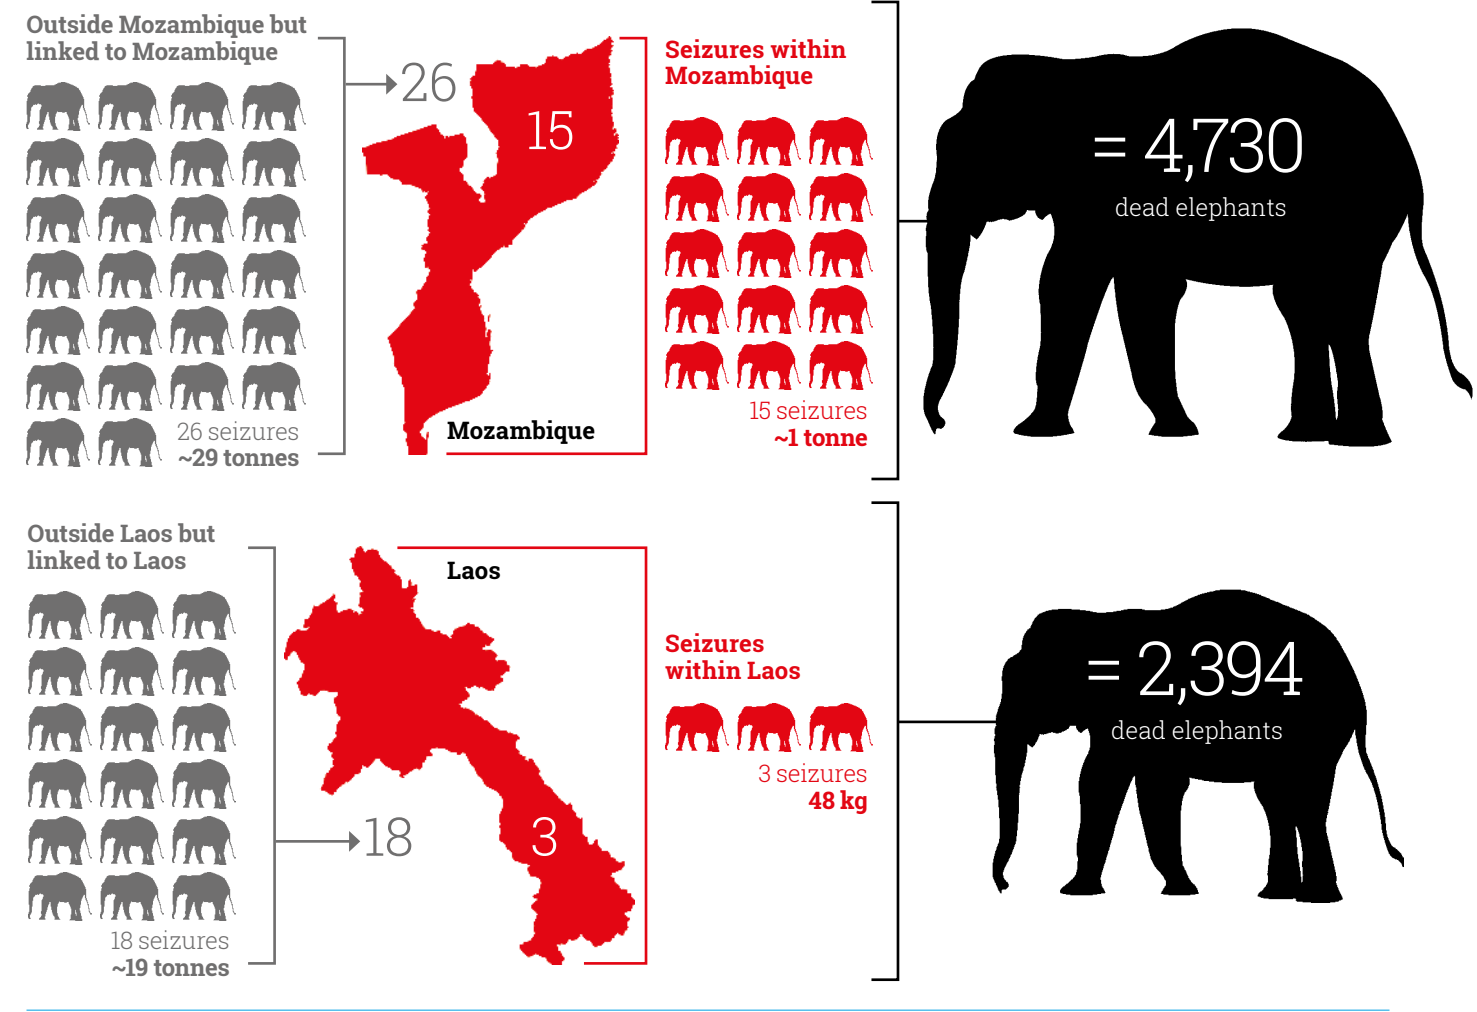 Outside Mozambique but
linked to Mozambique
26 seizures
~29 tonnes
26
15
Mozambique
Seizures within
Mozambique
15 seizures
~1 tonne
= 4,730
dead elephants
Outside Laos but
linked to Laos
18 seizures
~19 tonnes
18
Laos
3
Seizures
within Laos
3 seizures
48 kg
= 2,394
dead elephants